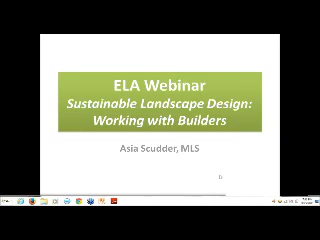 ELA Webinar
Sustainable Landscape Design:
Working with Builders
Asia Scudder, MLS